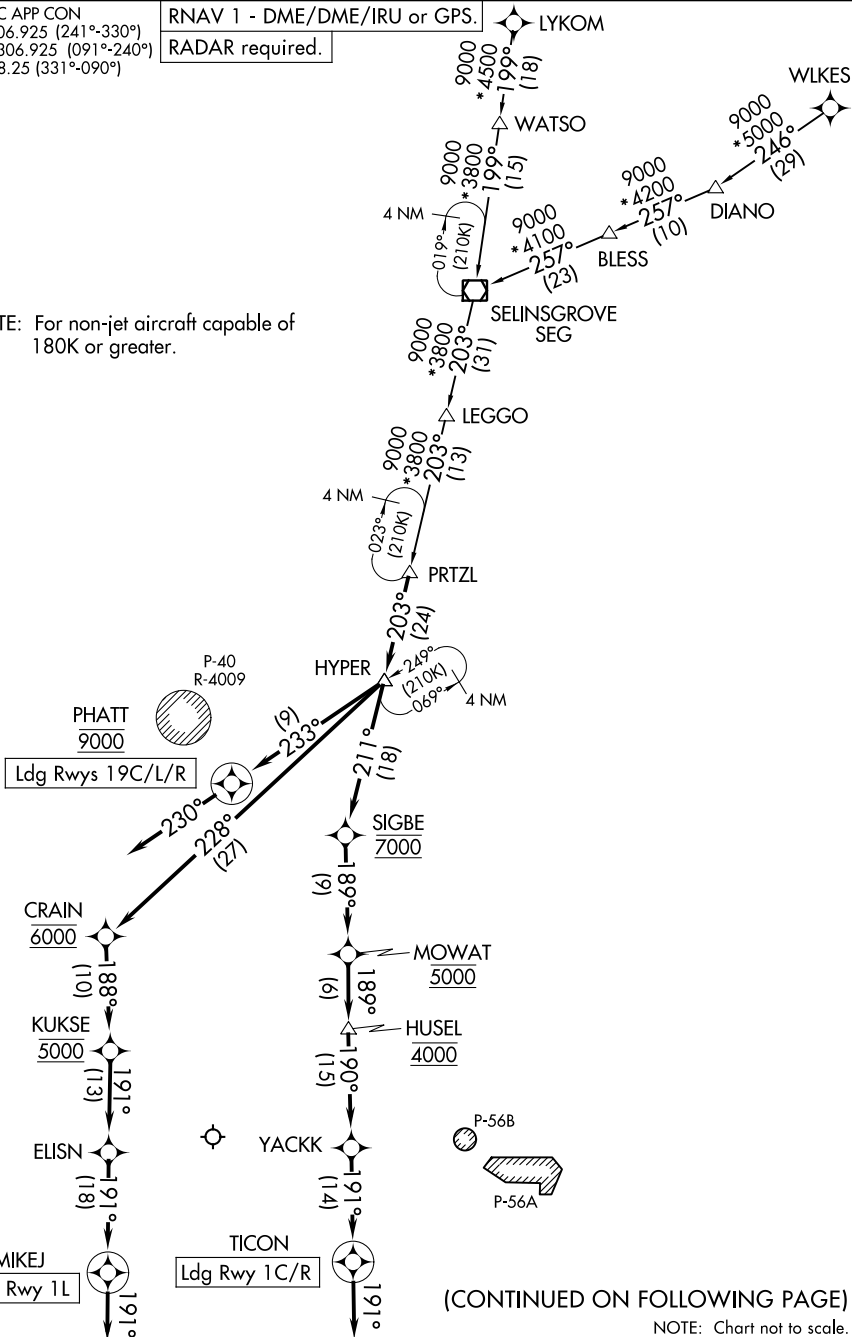 C APP CON
06.925 (241°-330°)
306.925 (091°-240°)
8.25 (331°-090°)
RNAV 1 - DME/DME/IRU or GPS.
RADAR required.
LYKOM
9000
*4500
199°
(18)
WATSO
WLKES
9000
*5000
246°
(29)
DIANO
9000
*4200
257°
(10)
BLESS
9000
*4100
257°
(23)
9000
*3800
199°
(15)
4 NM
019°
(210K)
SELINSGROVE
SEG
TE: For non-jet aircraft capable of
180K or greater.
9000
*3800
203°
(31)
LEGGO
9000
*3800
203°
(13)
4 NM
023°
(210K)
PRTZL
203°
(24)
HYPER
249°
(210K)
069°
4 NM
P-40
R-4009
PHATT
9000
Ldg Rwys 19C/L/R
(9)
233°
230°
228°
(27)
211°
(18)
SIGBE
7000
189°
(9)
CRAIN
6000
188°
(10)
MOWAT
5000
189°
(6)
KUKSE
5000
191°
(13)
HUSEL
4000
190°
(15)
ELISN
191°
(18)
YACKK
191°
(14)
P-56B
P-56A
MIKEJ
Rwy 1L
191°
TICON
Ldg Rwy 1C/R
191°
(CONTINUED ON FOLLOWING PAGE)
NOTE: Chart not to scale.